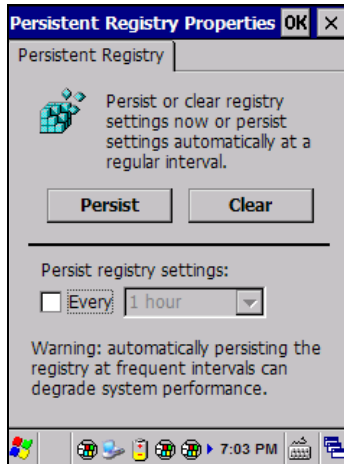 Persistent Registry Properties OK ×
Persistent Registry
Persist or clear registry
settings now or persist
settings automatically at a
regular interval.
Persist Clear
Persist registry settings:
Every 1 hour
Warning: automatically persisting the
registry at frequent intervals can
degrade system performance.
7:03 PM